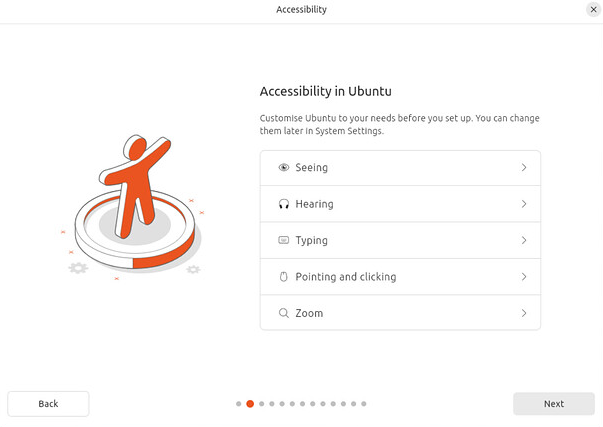 Accessibility
Accessibility in Ubuntu
Customise Ubuntu to your needs before you set up. You can change
them later in System Settings.
Seeing
Hearing
Typing
Pointing and clicking
Zoom
Back
Next